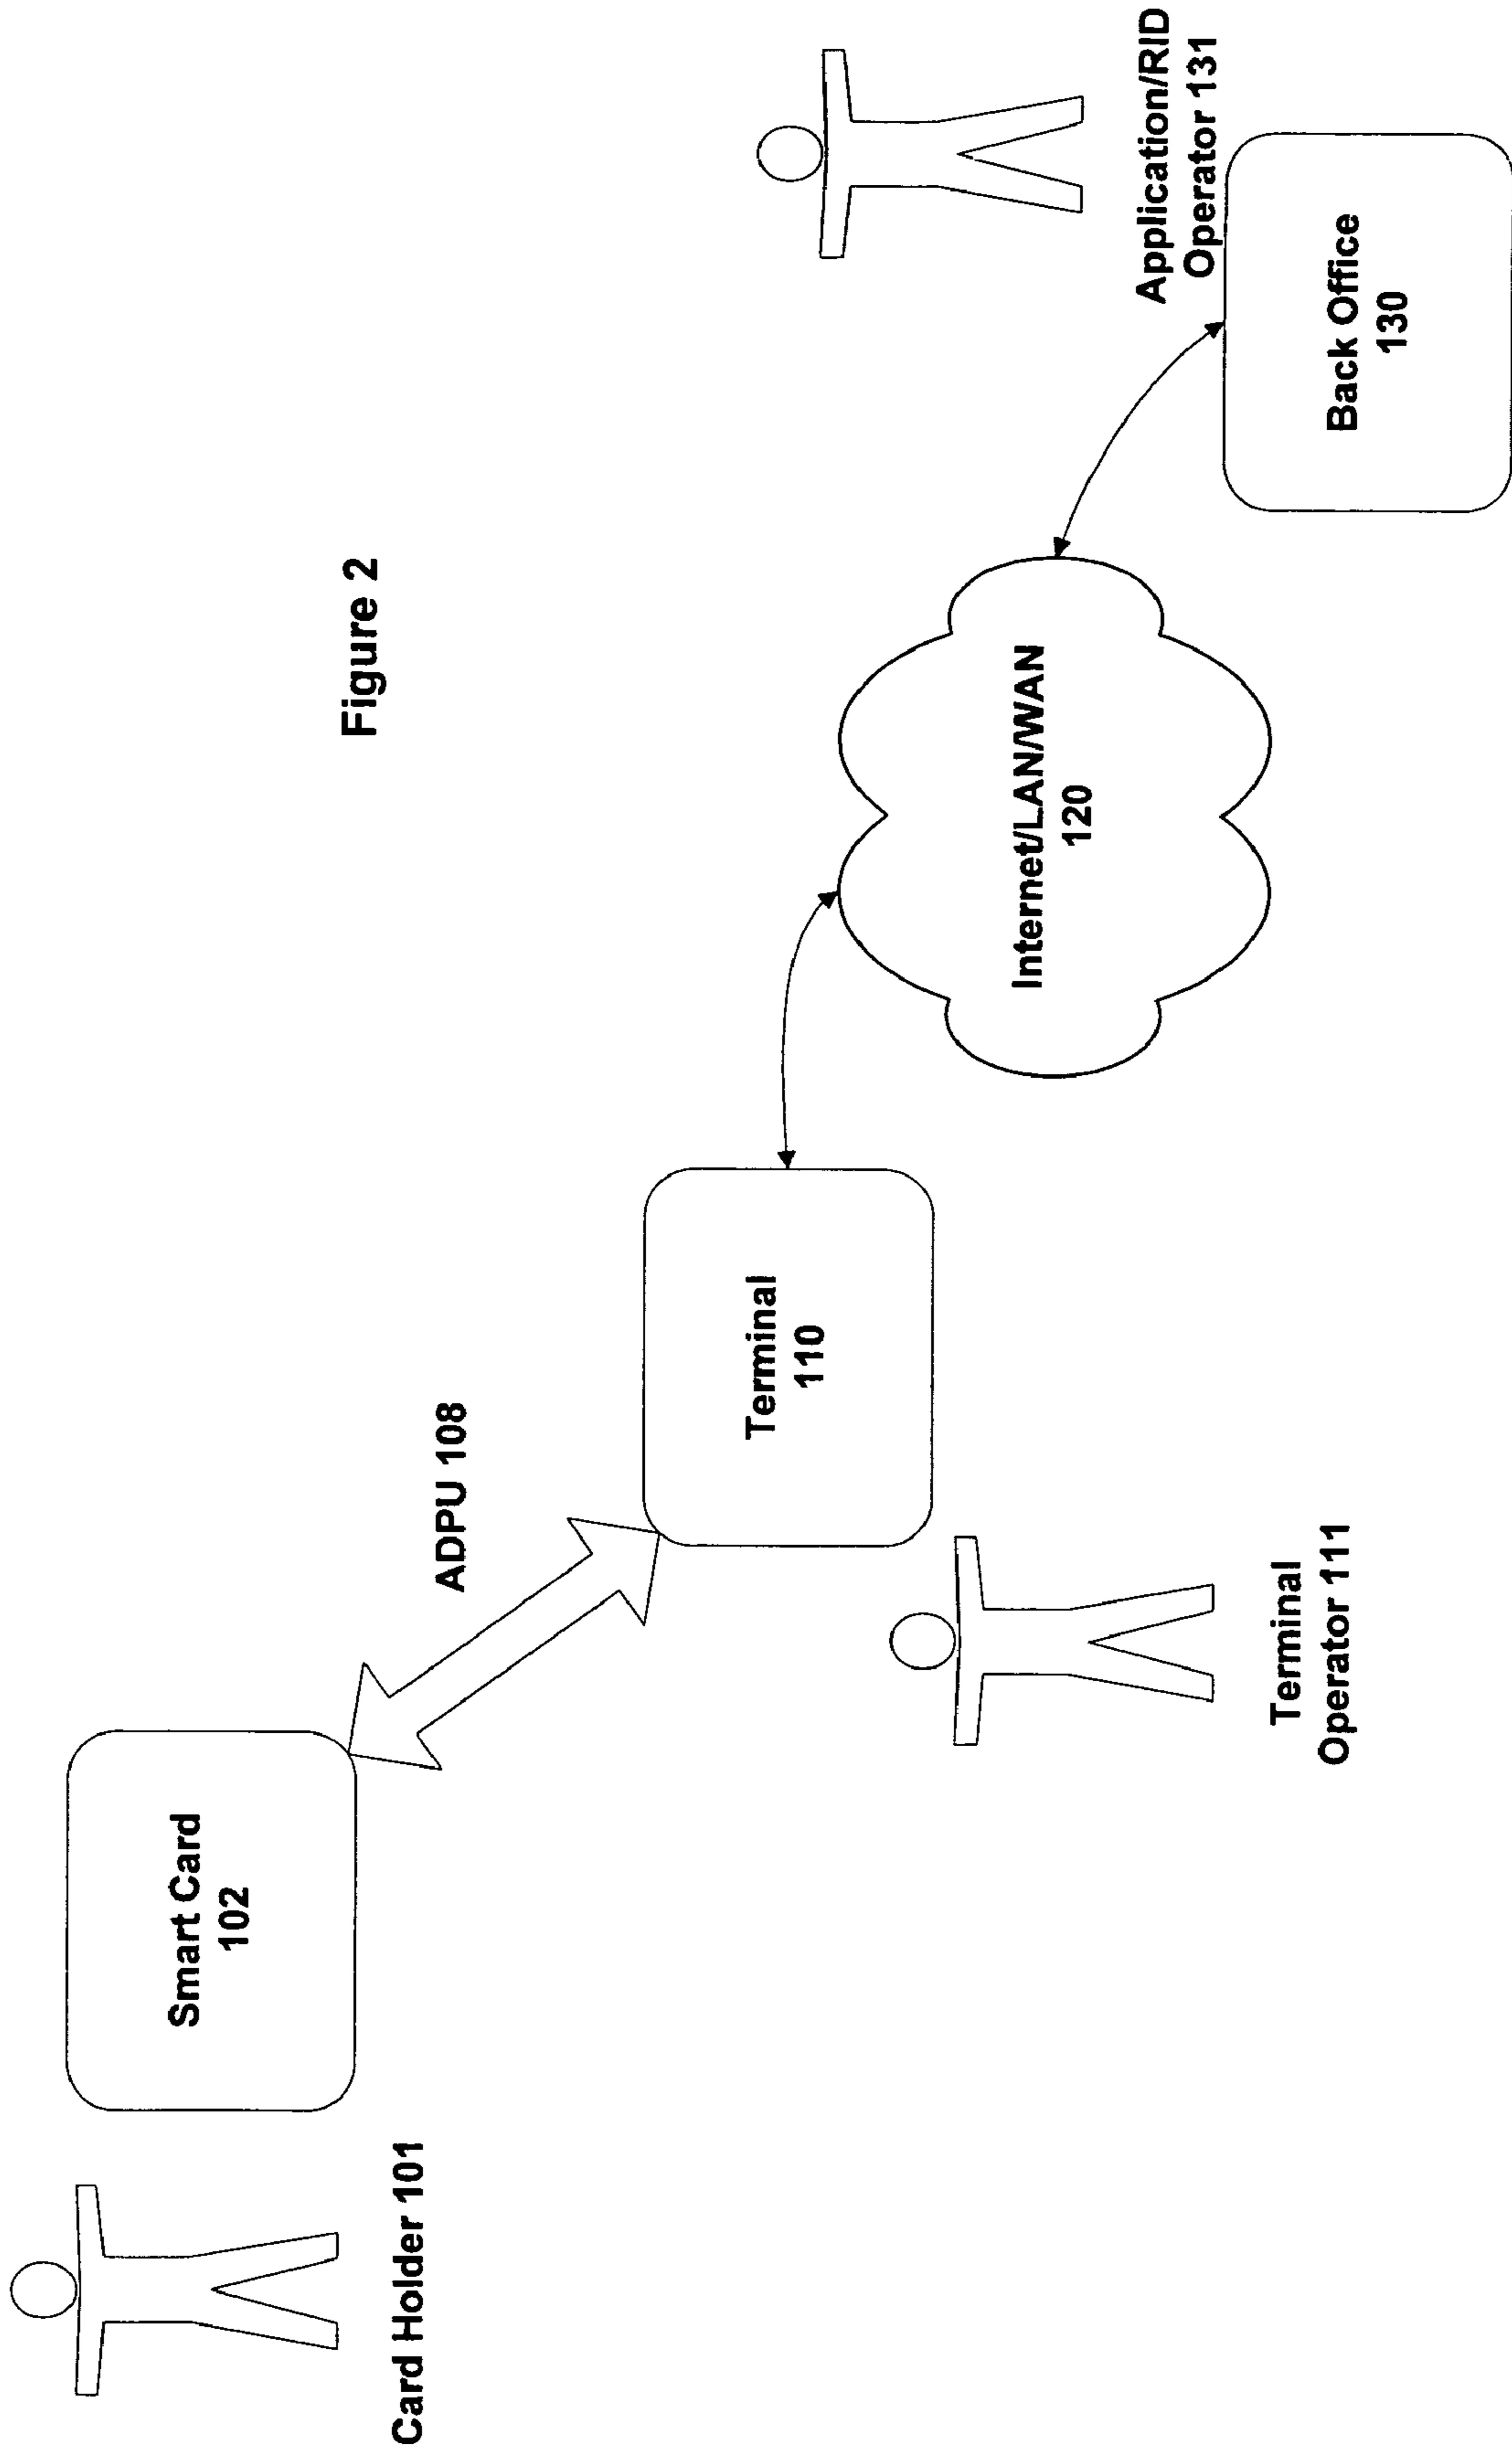 Figure 2
Card Holder 101
Smart Card
102
ADPU 108
Terminal
110
Terminal
Operator 111
Internet/LAN/WAN
120
Application/RID
Operator 131
Back Office
130